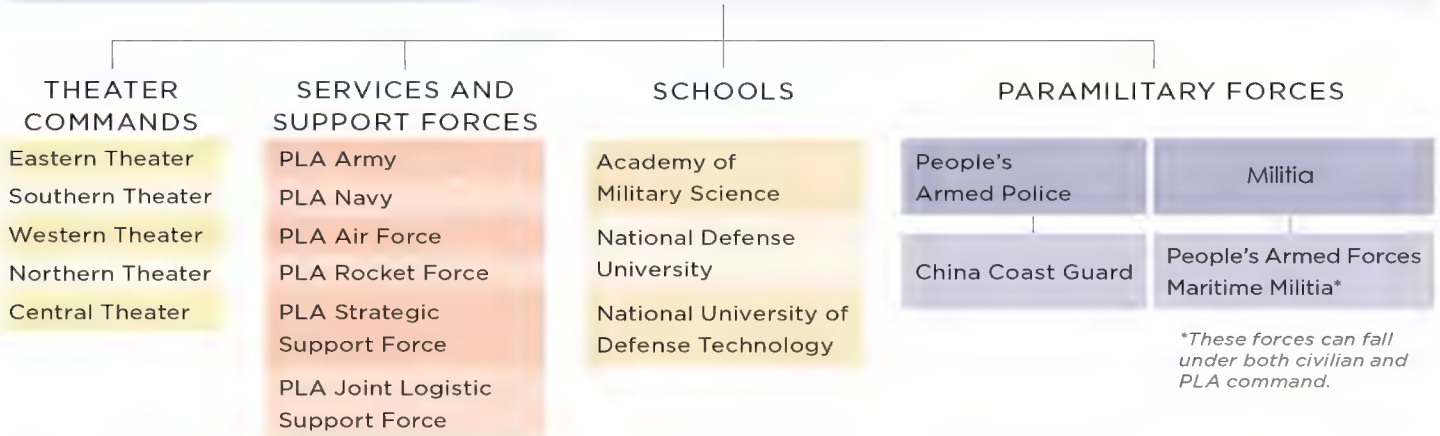 THEATER
COMMANDS
Eastern Theater
Southern Theater
Western Theater
Northern Theater
Central Theater
SERVICES AND
SUPPORT FORCES
PLA Army
PLA Navy
PLA Air Force
PLA Rocket Force
PLA Strategic
Support Force
PLA Joint Logistic
Support Force
SCHOOLS
Academy of
Military Science
National Defense
University
National University of
Defense Technology
PARAMILITARY FORCES
People's
Armed Police
China Coast Guard
Militia
People's Armed Forces
Maritime Militia*
*These forces can fall
under both civilian and
PLA command.